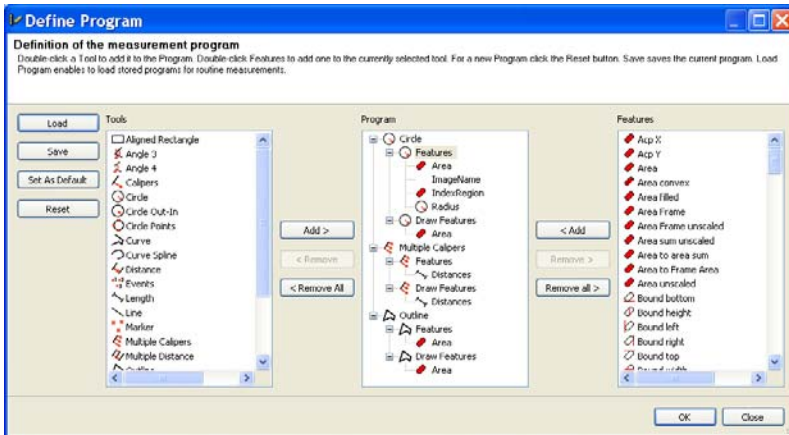 Define Program
Definition of the measurement program
Double-click a Tool to add it to the Program. Double-click Features to add one to the currently selected tool. For a new Program click the Reset button. Save saves the current program. Load
Program enables to load stored programs for routine measurements.
Load
Save
Set As Default
Reset
Tools
Aligned Rectangle
Angle 3
Angle 4
Calipers
Circle
Circle Out-In
Circle Points
Curve
Curve Spline
Distance
Events
Length
Line
Marker
Multiple Calipers
Multiple Distance
Outline
Add >
< Remove
< Remove All
Program
Circle
Features
Area
ImageName
IndexRegion
Radius
Draw Features
Area
Multiple Calipers
Features
Distances
Draw Features
Distances
Outline
Features
Area
Draw Features
Area
< Add
Remove >
Remove all >
Features
Acp X
Acp Y
Area
Area convex
Area filled
Area Frame
Area Frame unscaled
Area sum unscaled
Area to area sum
Area to Frame Area
Area unscaled
Bound bottom
Bound height
Bound left
Bound right
Bound top
Bound width
OK
Close